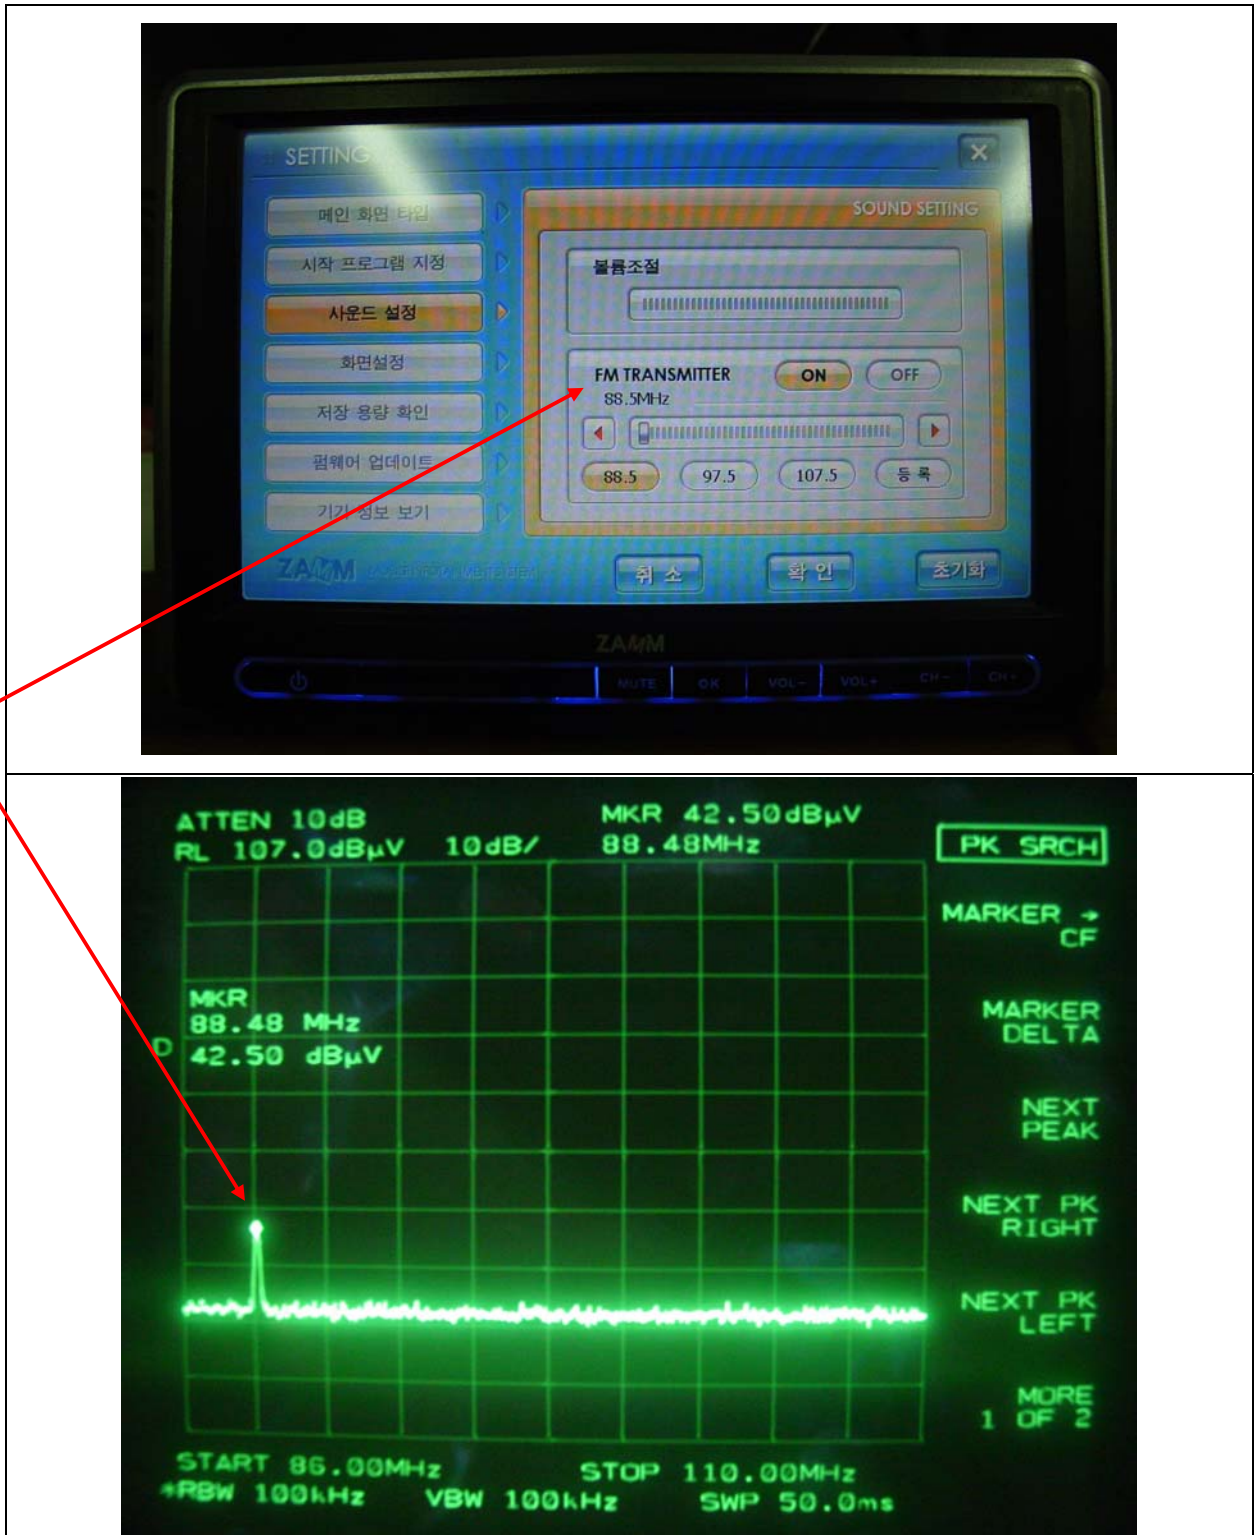 SETTING
SOUND SETTING
메인 화면 타입
시작 프로그램 지정
사운드 설정
화면설정
저장 용량 확인
펌웨어 업데이트
기기 정보 보기
볼륨조절
FM TRANSMITTER ON OFF
88.5MHz
88.5 97.5 107.5 등 록
ZAMM
취 소 확 인 초기화
ZAMM
MUTE OK VOL- VOL+ CH- CH+
ATTEN 10dB MKR 42.50dBµV
RL 107.0dBµV 10dB/ 88.48MHz
PK SRCH
MARKER →
CF
MKR
88.48 MHz
D 42.50 dBµV
MARKER
DELTA
NEXT
PEAK
NEXT PK
RIGHT
NEXT PK
LEFT
MORE
1 OF 2
START 86.00MHz STOP 110.00MHz
*RBW 100kHz VBW 100kHz SWP 50.0ms